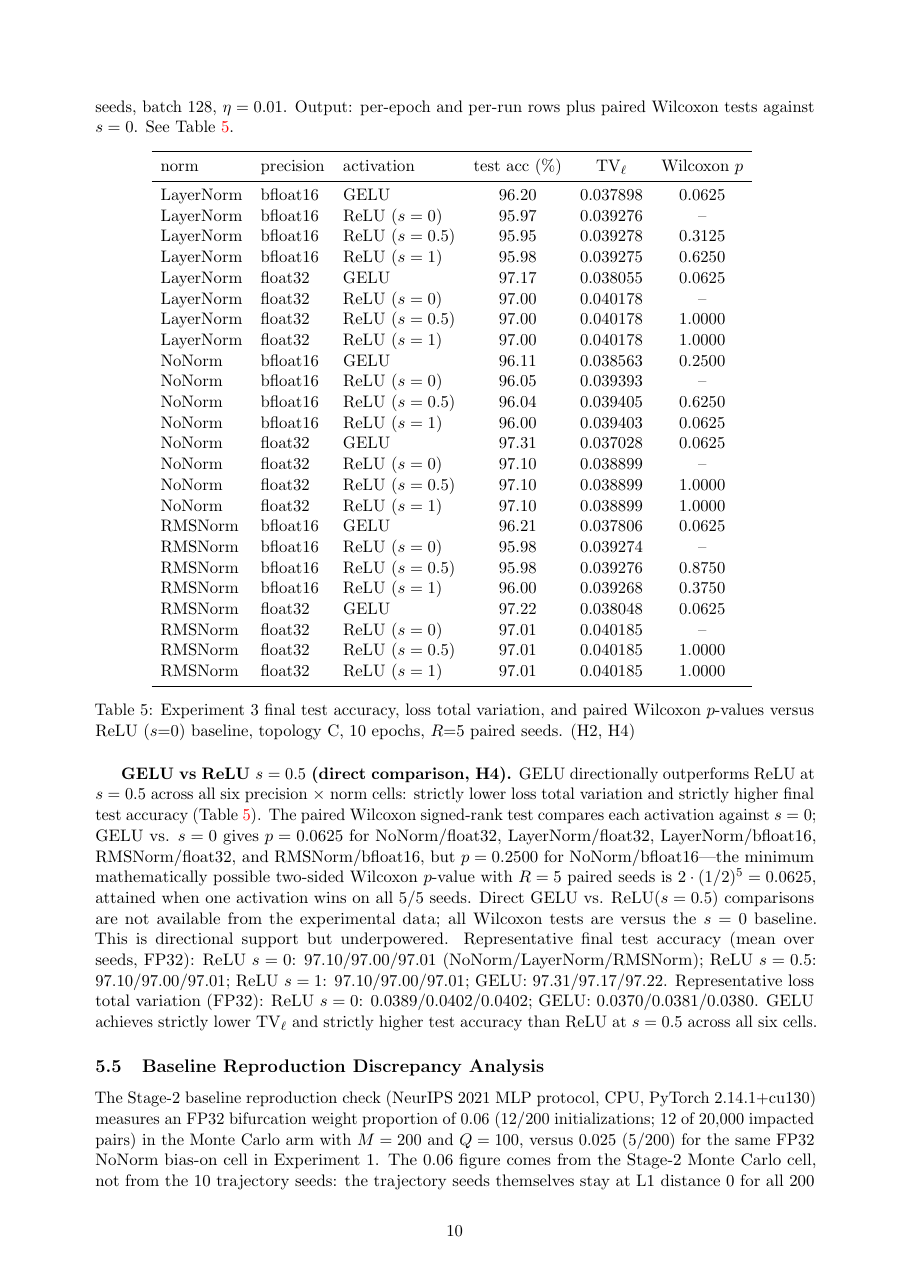 seeds, batch 128, η = 0.01. Output: per-epoch and per-run rows plus paired Wilcoxon tests against
s = 0. See Table 5.
norm precision activation test acc (%) TVℓ Wilcoxon p
LayerNorm bfloat16 GELU 96.20 0.037898 0.0625
LayerNorm bfloat16 ReLU (s = 0) 95.97 0.039276 –
LayerNorm bfloat16 ReLU (s = 0.5) 95.95 0.039278 0.3125
LayerNorm bfloat16 ReLU (s = 1) 95.98 0.039275 0.6250
LayerNorm float32 GELU 97.17 0.038055 0.0625
LayerNorm float32 ReLU (s = 0) 97.00 0.040178 –
LayerNorm float32 ReLU (s = 0.5) 97.00 0.040178 1.0000
LayerNorm float32 ReLU (s = 1) 97.00 0.040178 1.0000
NoNorm bfloat16 GELU 96.11 0.038563 0.2500
NoNorm bfloat16 ReLU (s = 0) 96.05 0.039393 –
NoNorm bfloat16 ReLU (s = 0.5) 96.04 0.039405 0.6250
NoNorm bfloat16 ReLU (s = 1) 96.00 0.039403 0.0625
NoNorm float32 GELU 97.31 0.037028 0.0625
NoNorm float32 ReLU (s = 0) 97.10 0.038899 –
NoNorm float32 ReLU (s = 0.5) 97.10 0.038899 1.0000
NoNorm float32 ReLU (s = 1) 97.10 0.038899 1.0000
RMSNorm bfloat16 GELU 96.21 0.037806 0.0625
RMSNorm bfloat16 ReLU (s = 0) 95.98 0.039274 –
RMSNorm bfloat16 ReLU (s = 0.5) 95.98 0.039276 0.8750
RMSNorm bfloat16 ReLU (s = 1) 96.00 0.039268 0.3750
RMSNorm float32 GELU 97.22 0.038048 0.0625
RMSNorm float32 ReLU (s = 0) 97.01 0.040185 –
RMSNorm float32 ReLU (s = 0.5) 97.01 0.040185 1.0000
RMSNorm float32 ReLU (s = 1) 97.01 0.040185 1.0000
Table 5: Experiment 3 final test accuracy, loss total variation, and paired Wilcoxon p-values versus
ReLU (s=0) baseline, topology C, 10 epochs, R=5 paired seeds. (H2, H4)
GELU vs ReLU s = 0.5 (direct comparison, H4). GELU directionally outperforms ReLU at
s = 0.5 across all six precision × norm cells: strictly lower loss total variation and strictly higher final
test accuracy (Table 5). The paired Wilcoxon signed-rank test compares each activation against s = 0;
GELU vs. s = 0 gives p = 0.0625 for NoNorm/float32, LayerNorm/float32, LayerNorm/bfloat16,
RMSNorm/float32, and RMSNorm/bfloat16, but p = 0.2500 for NoNorm/bfloat16—the minimum
mathematically possible two-sided Wilcoxon p-value with R = 5 paired seeds is 2 · (1/2)⁵ = 0.0625,
attained when one activation wins on all 5/5 seeds. Direct GELU vs. ReLU(s = 0.5) comparisons
are not available from the experimental data; all Wilcoxon tests are versus the s = 0 baseline.
This is directional support but underpowered. Representative final test accuracy (mean over
seeds, FP32): ReLU s = 0: 97.10/97.00/97.01 (NoNorm/LayerNorm/RMSNorm); ReLU s = 0.5:
97.10/97.00/97.01; ReLU s = 1: 97.10/97.00/97.01; GELU: 97.31/97.17/97.22. Representative loss
total variation (FP32): ReLU s = 0: 0.0389/0.0402/0.0402; GELU: 0.0370/0.0381/0.0380. GELU
achieves strictly lower TVℓ and strictly higher test accuracy than ReLU at s = 0.5 across all six cells.
5.5 Baseline Reproduction Discrepancy Analysis
The Stage-2 baseline reproduction check (NeurIPS 2021 MLP protocol, CPU, PyTorch 2.14.1+cu130)
measures an FP32 bifurcation weight proportion of 0.06 (12/200 initializations; 12 of 20,000 impacted
pairs) in the Monte Carlo arm with M = 200 and Q = 100, versus 0.025 (5/200) for the same FP32
NoNorm bias-on cell in Experiment 1. The 0.06 figure comes from the Stage-2 Monte Carlo cell,
not from the 10 trajectory seeds: the trajectory seeds themselves stay at L1 distance 0 for all 200
10